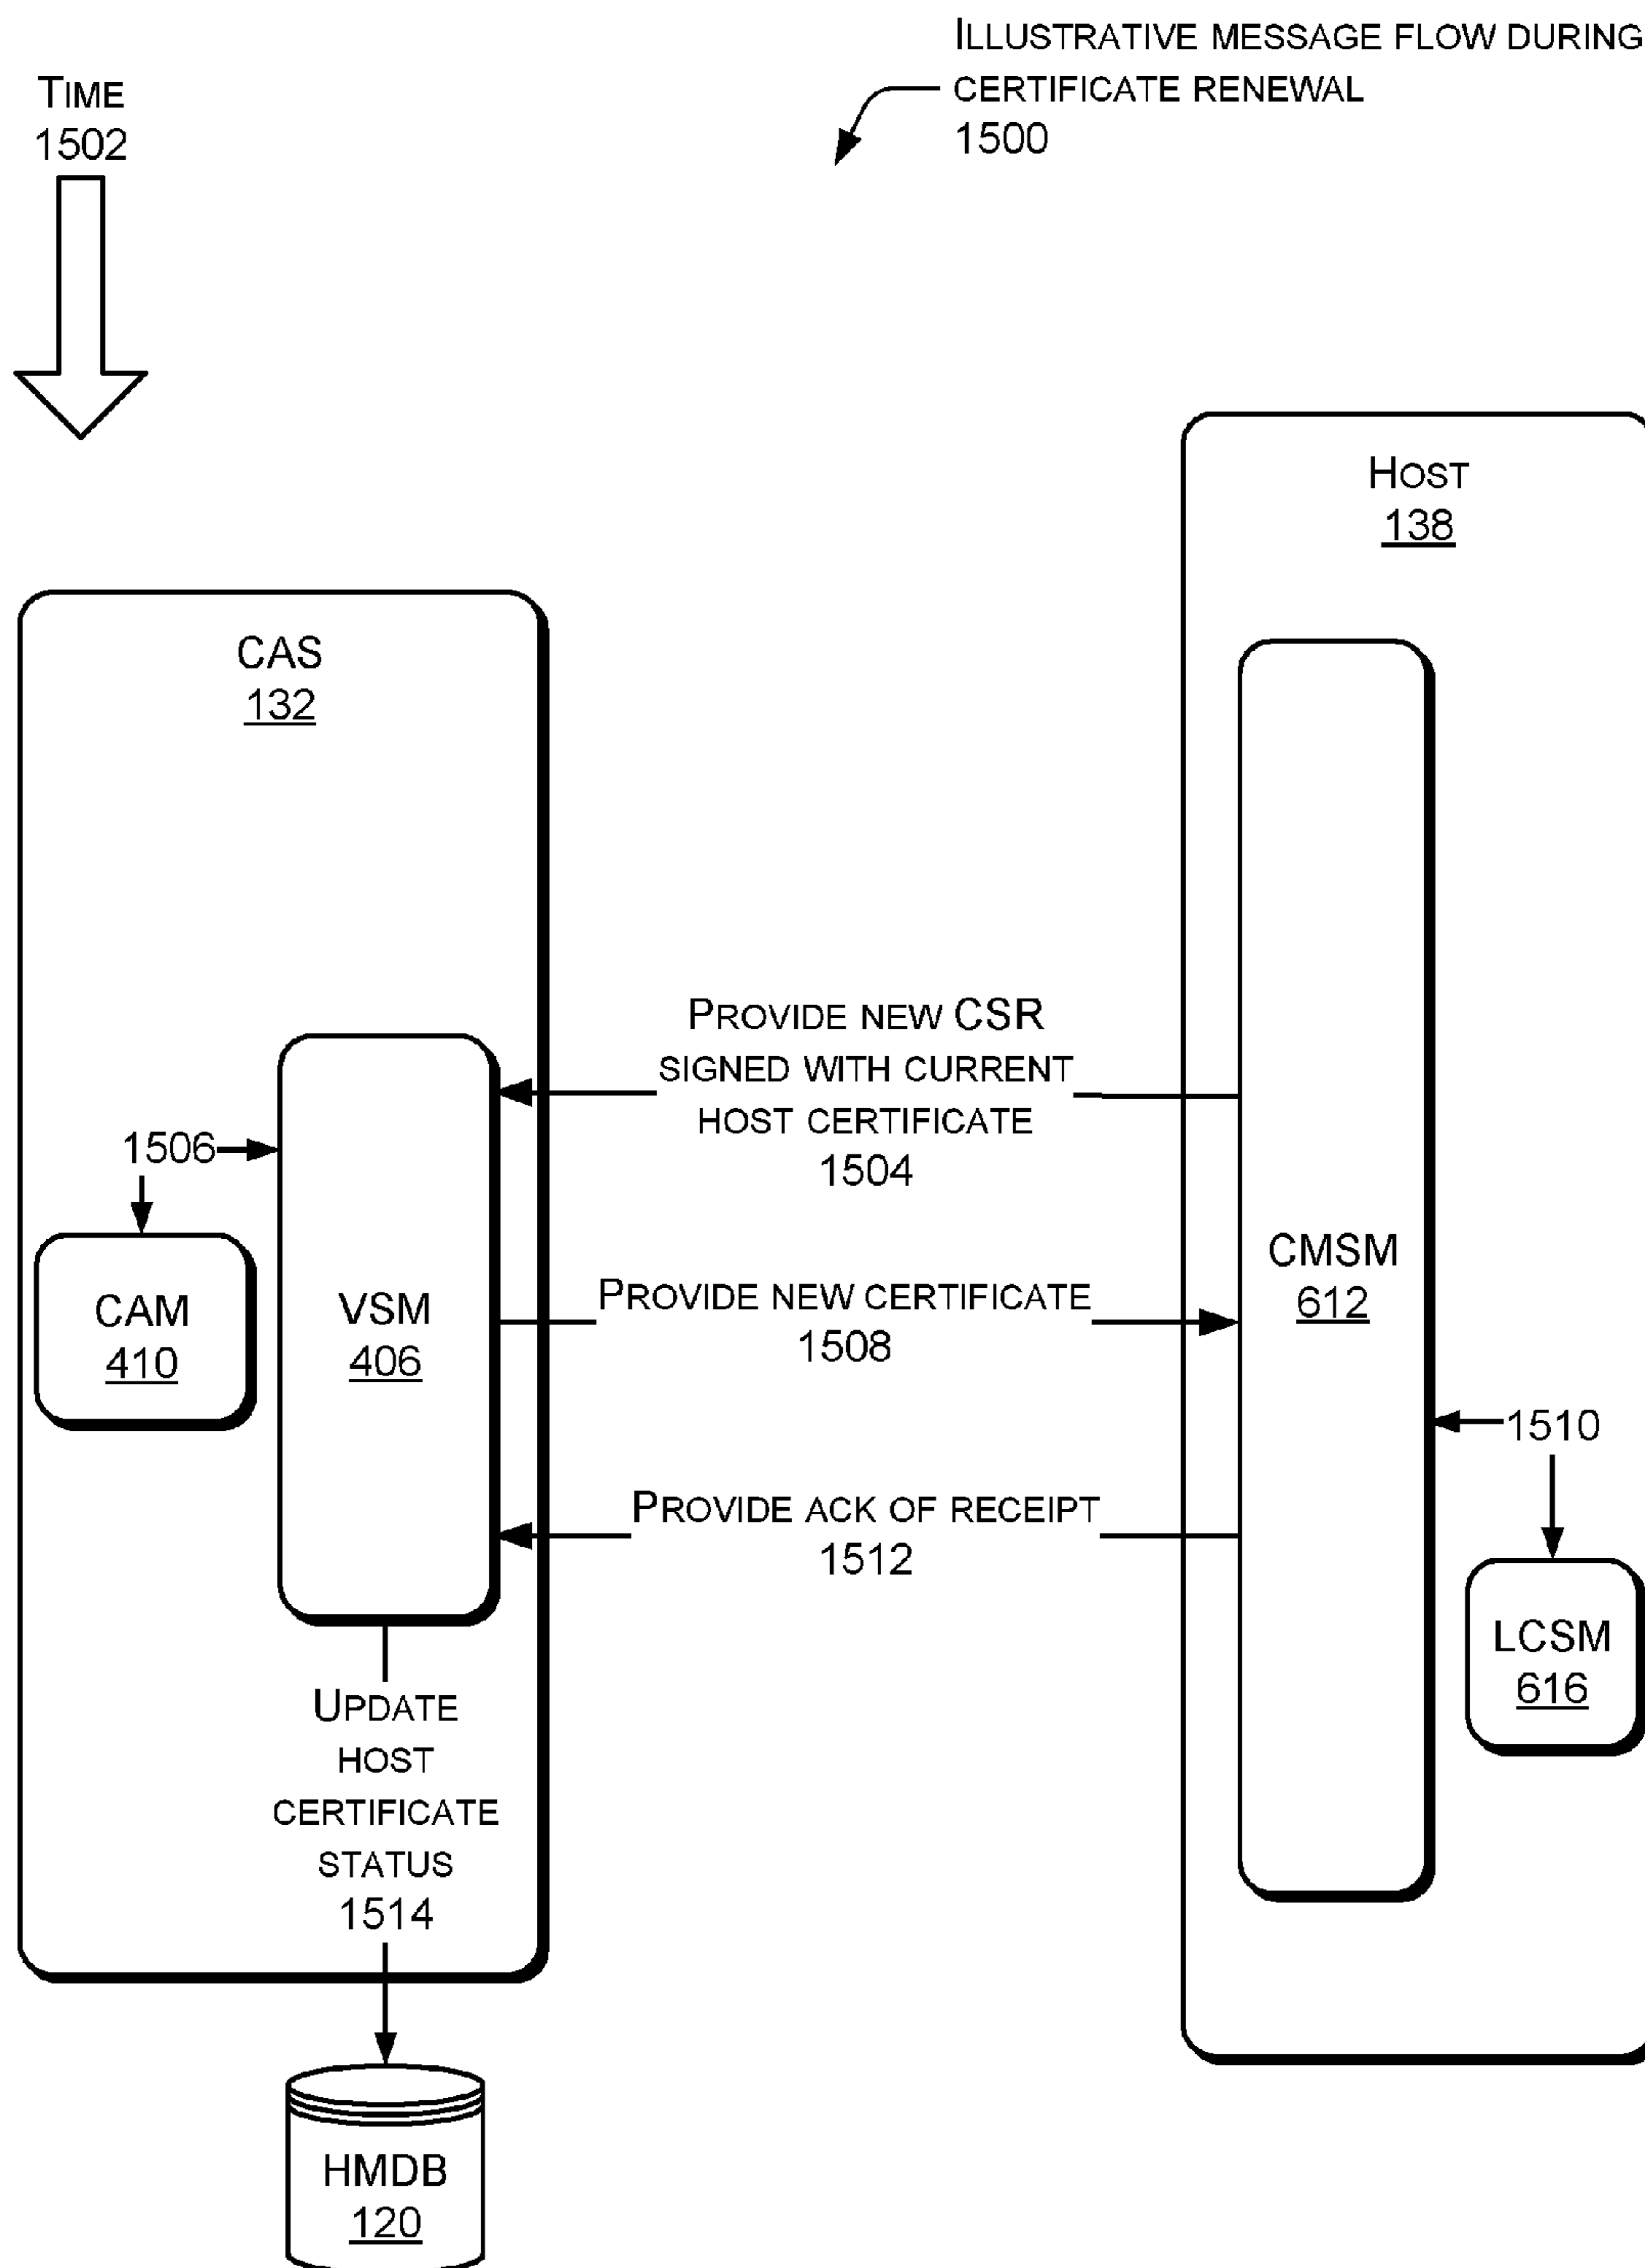 ILLUSTRATIVE MESSAGE FLOW DURING
CERTIFICATE RENEWAL
1500
TIME
1502
HOST
138
CAS
132
PROVIDE NEW CSR
SIGNED WITH CURRENT
HOST CERTIFICATE
1504
1506
CAM
410
VSM
406
PROVIDE NEW CERTIFICATE
1508
CMSM
612
1510
PROVIDE ACK OF RECEIPT
1512
LCSM
616
UPDATE
HOST
CERTIFICATE
STATUS
1514
HMDB
120